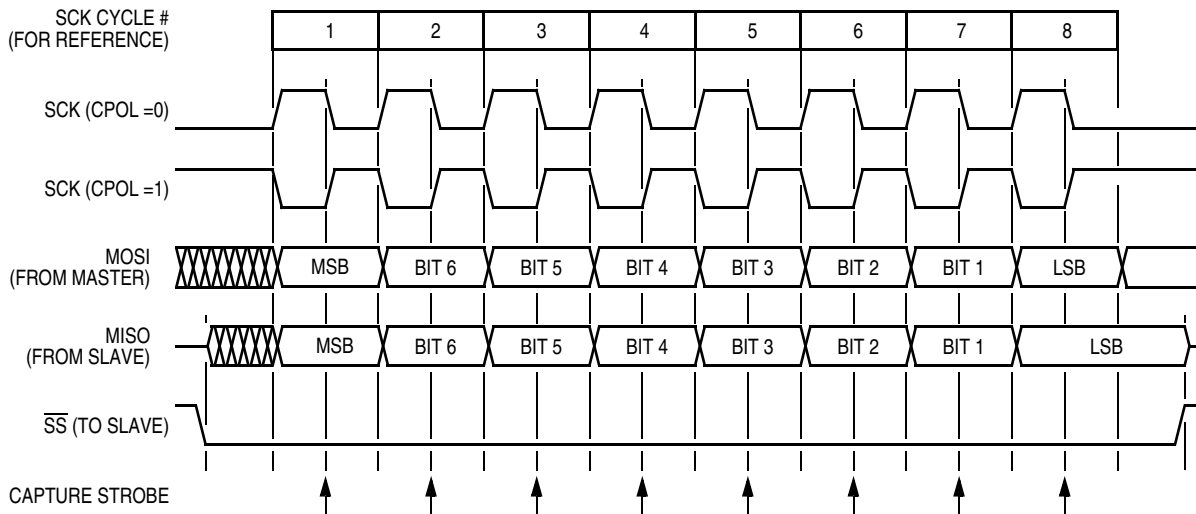 SCK CYCLE #
(FOR REFERENCE)
1 2 3 4 5 6 7 8
SCK (CPOL =0)
SCK (CPOL =1)
MOSI
(FROM MASTER)
MSB BIT 6 BIT 5 BIT 4 BIT 3 BIT 2 BIT 1 LSB
MISO
(FROM SLAVE)
MSB BIT 6 BIT 5 BIT 4 BIT 3 BIT 2 BIT 1 LSB
S̅S̅ (TO SLAVE)
CAPTURE STROBE